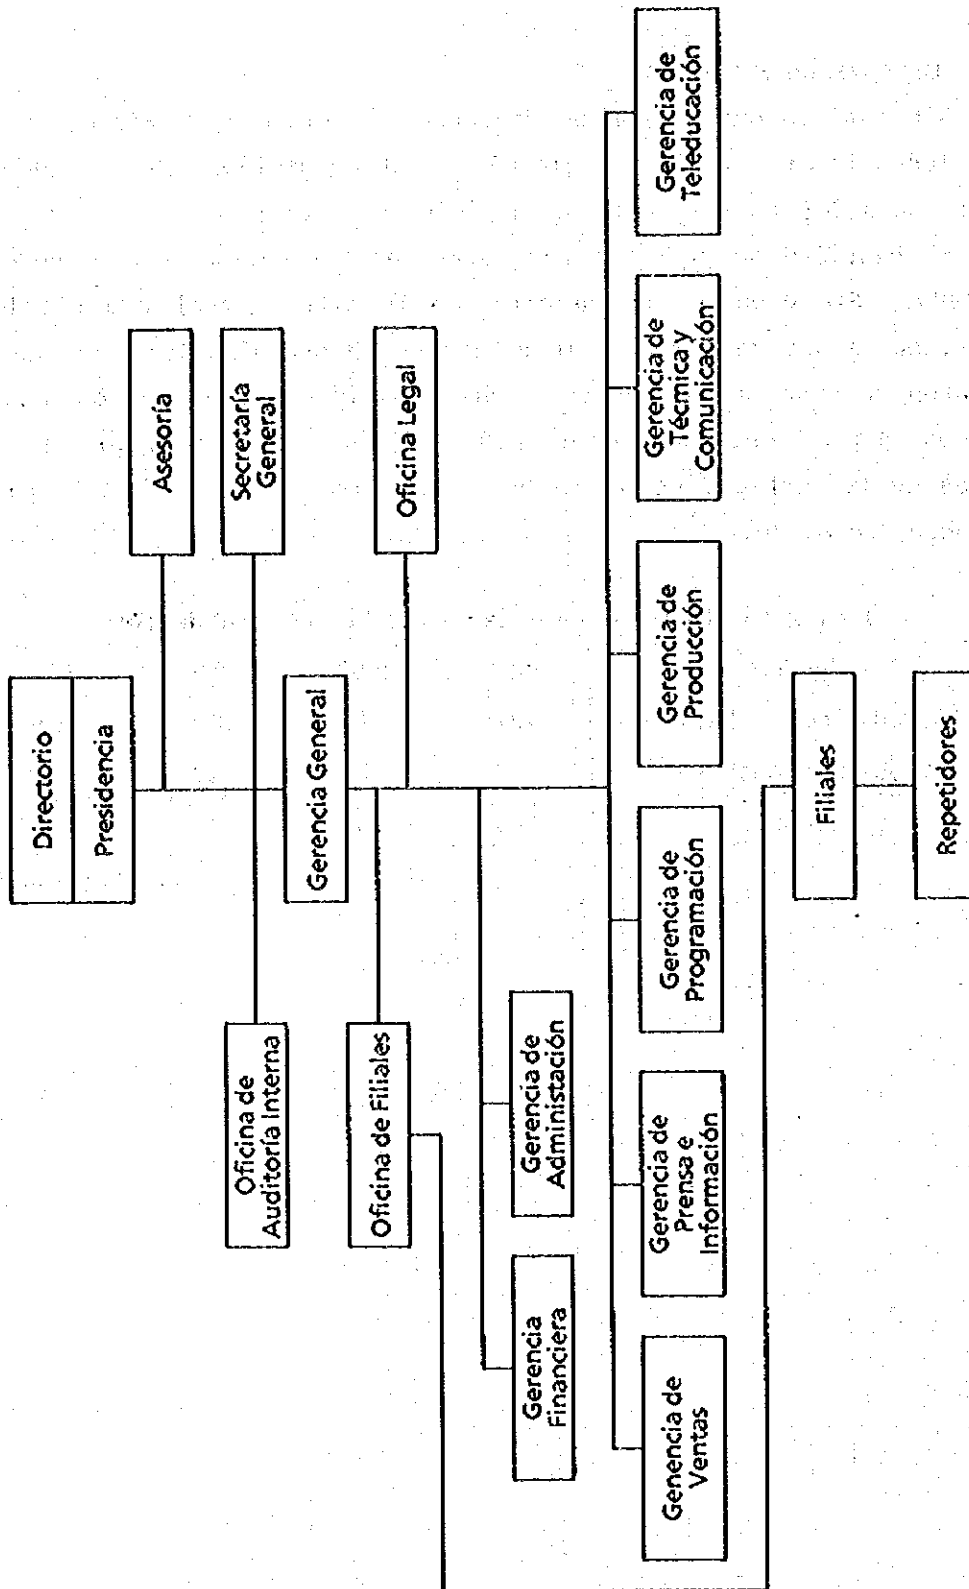 Directorio
Presidencia
Asesoría
Oficina de
Auditoría Interna
Secretaría
General
Gerencia General
Oficina de Filiales
Oficina Legal
Gerencia
Financiera
Gerencia de
Administación
Genencia de
Ventas
Gerencia de
Prensa e
Información
Gerencia de
Programación
Gerencia de
Producción
Gerencia de
Técmica y
Comunicación
Gerencia de
Teleducación
Filiales
Repetidores